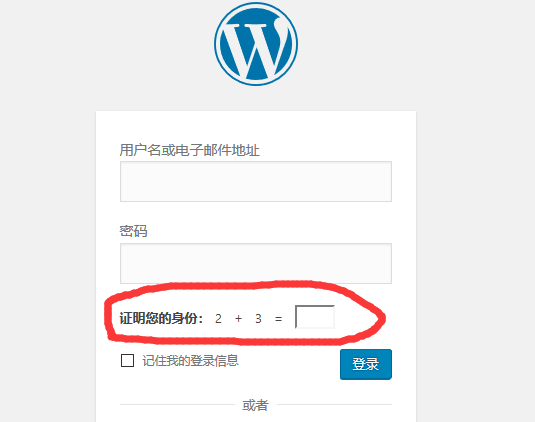 用户名或电子邮件地址
密码
证明您的身份: 2 + 3 =
记住我的登录信息
登录
或者